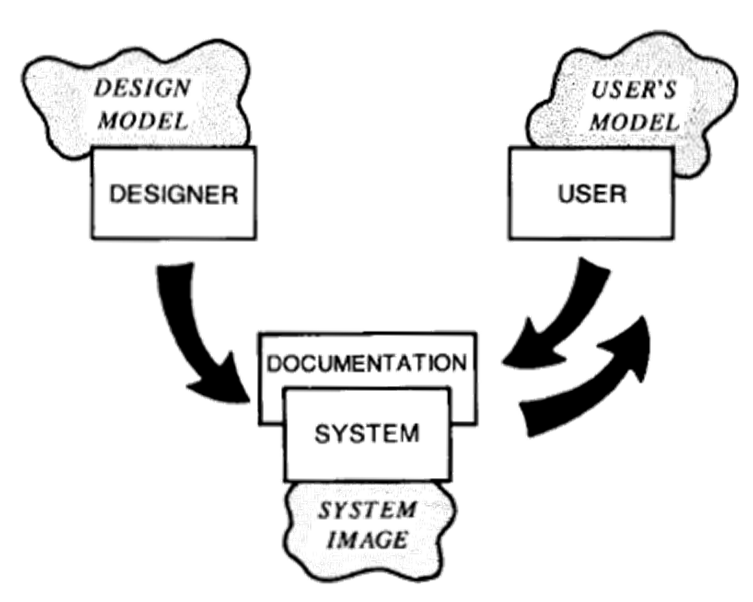 DESIGN
MODEL
DESIGNER
USER'S
MODEL
USER
DOCUMENTATION
SYSTEM
SYSTEM
IMAGE